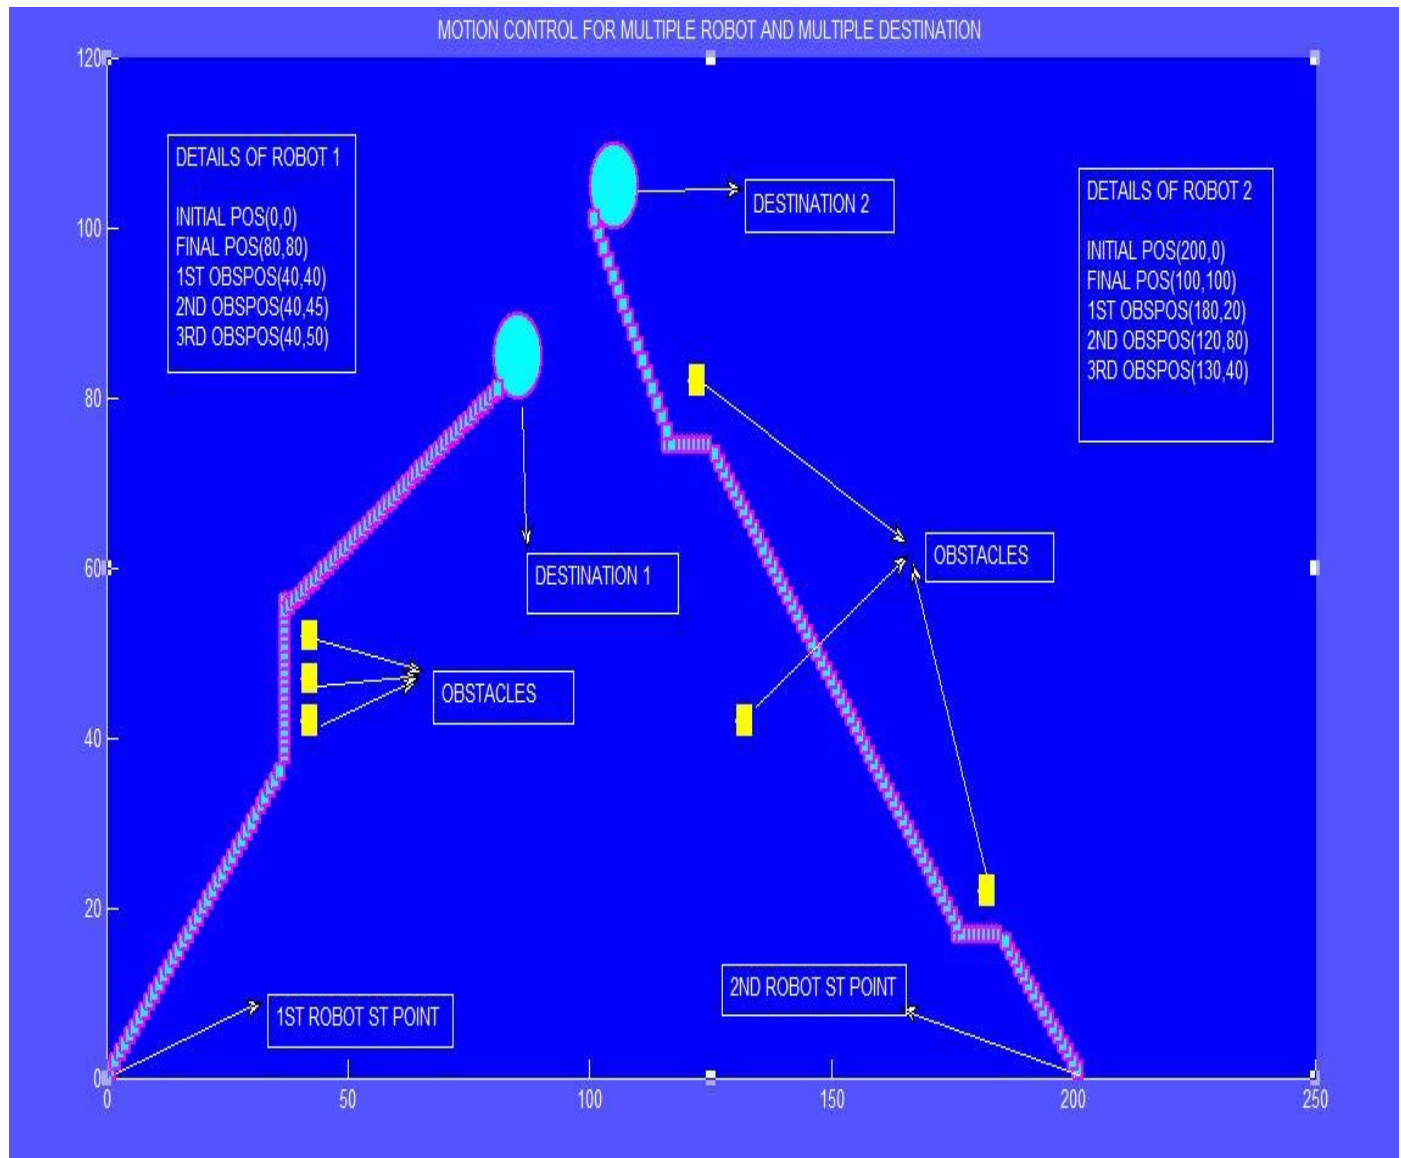 MOTION CONTROL FOR MULTIPLE ROBOT AND MULTIPLE DESTINATION
120
100
80
60
40
20
0
DETAILS OF ROBOT 1
INITIAL POS(0,0)
FINAL POS(80,80)
1ST OBSPOS(40,40)
2ND OBSPOS(40,45)
3RD OBSPOS(40,50)
DESTINATION 2
DETAILS OF ROBOT 2
INITIAL POS(200,0)
FINAL POS(100,100)
1ST OBSPOS(180,20)
2ND OBSPOS(120,80)
3RD OBSPOS(130,40)
DESTINATION 1
OBSTACLES
OBSTACLES
1ST ROBOT ST POINT
2ND ROBOT ST POINT
0
50
100
150
200
250